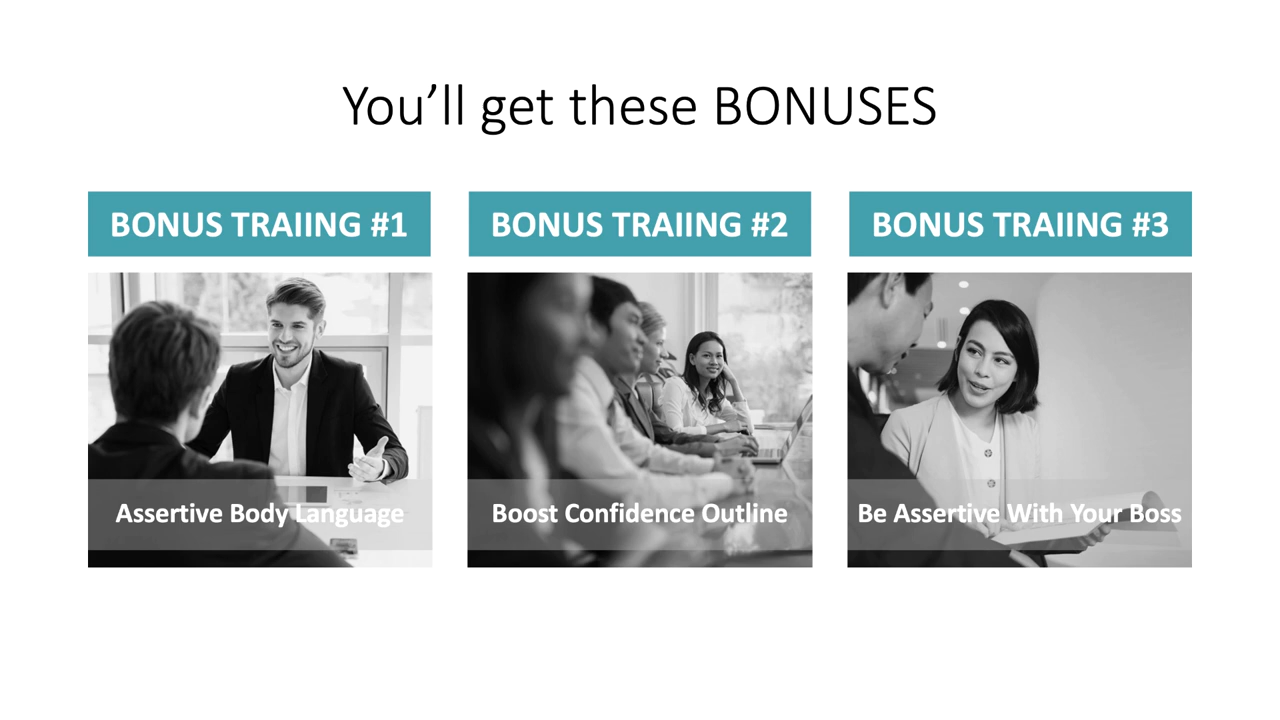 You’ll get these BONUSES
BONUS TRAIING #1
BONUS TRAIING #2
BONUS TRAIING #3
Assertive Body Language
Boost Confidence Outline
Be Assertive With Your Boss